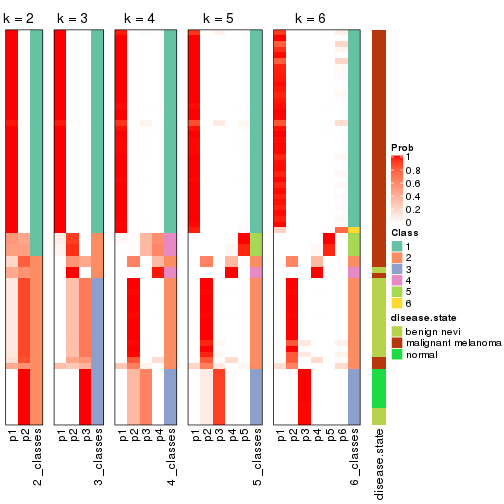 k = 2 k = 3 k = 4 k = 5 k = 6
p1 p2 2_classes p1 p2 p3 3_classes p1 p2 p3 p4 4_classes p1 p2 p3 p4 p5 5_classes p1 p2 p3 p4 p5 p6 6_classes disease.state
Prob
1
0.8
0.6
0.4
0.2
0
Class
1
2
3
4
5
6
disease.state
benign nevi
malignant melanoma
normal